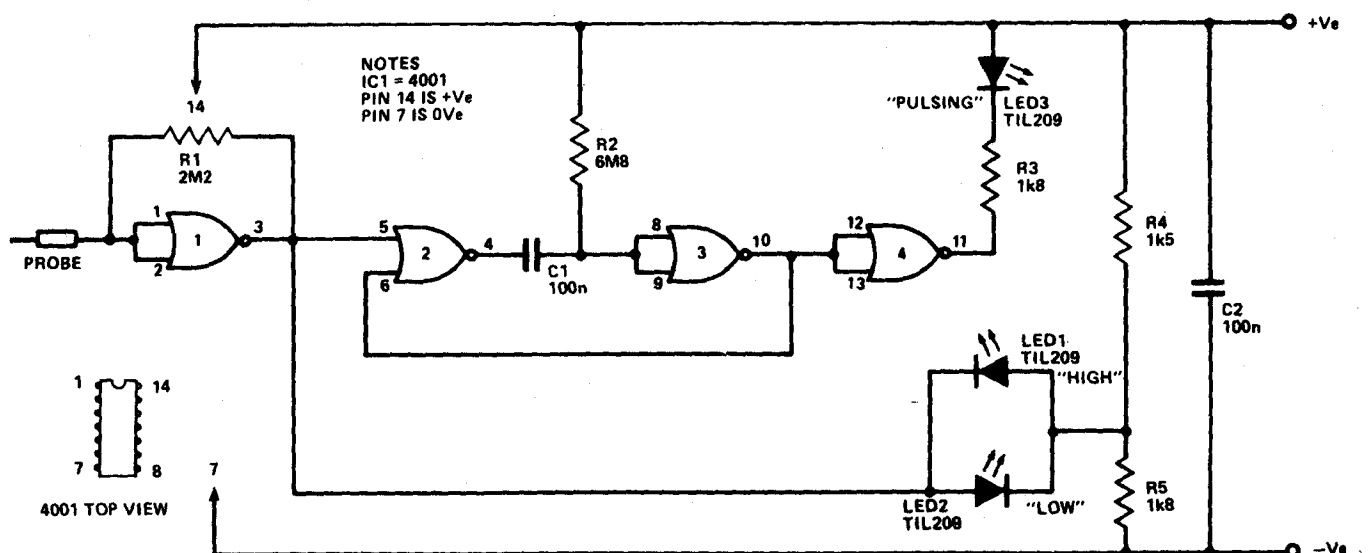 +Ve
NOTES
IC1 = 4001
PIN 14 IS +Ve
PIN 7 IS 0Ve
14
R1
2M2
R2
6M8
"PULSING"
LED3
TIL209
R3
1k8
R4
1k5
PROBE
1
2
1
3
5
6
2
4
C1
100n
8
9
3
10
12
13
4
11
C2
100n
LED1
TIL209
"HIGH"
1
14
7
8
4001 TOP VIEW
7
LED2
TIL209
"LOW"
R5
1k8
−Ve